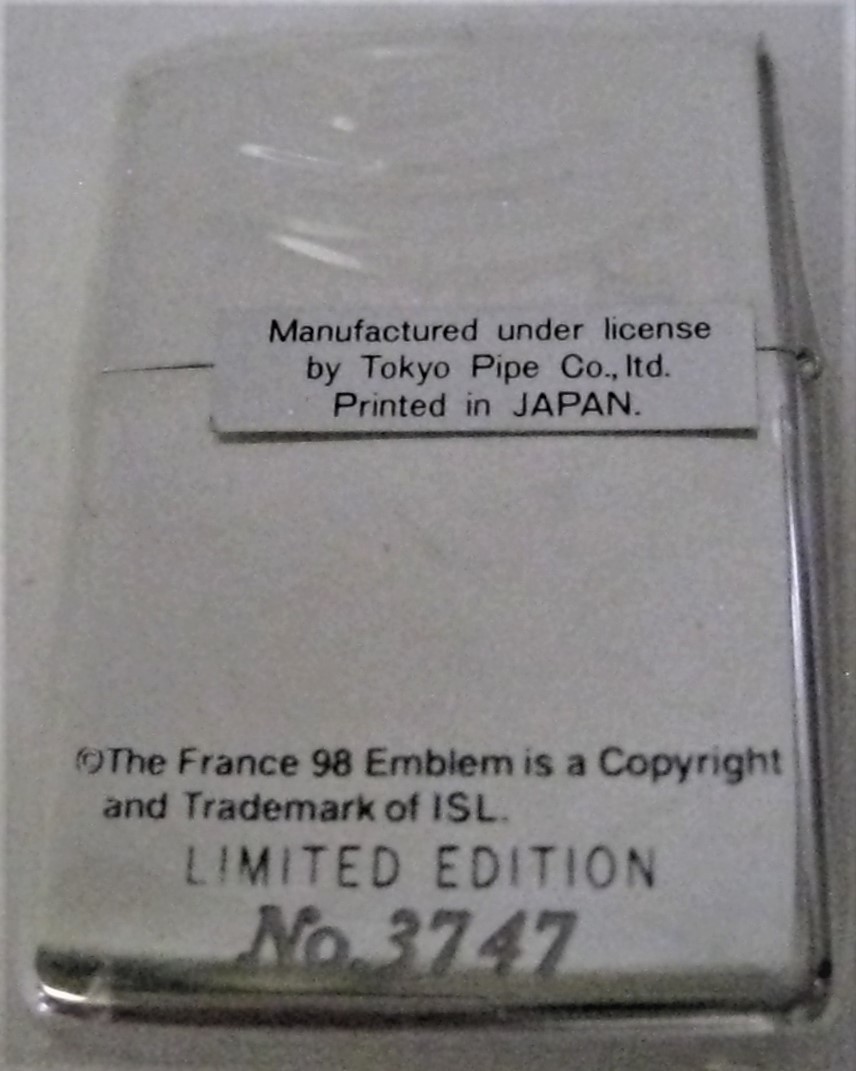 Manufactured under license
by Tokyo Pipe Co., ltd.
Printed in JAPAN.
©The France 98 Emblem is a Copyright
and Trademark of ISL.
LIMITED EDITION
No. 3747